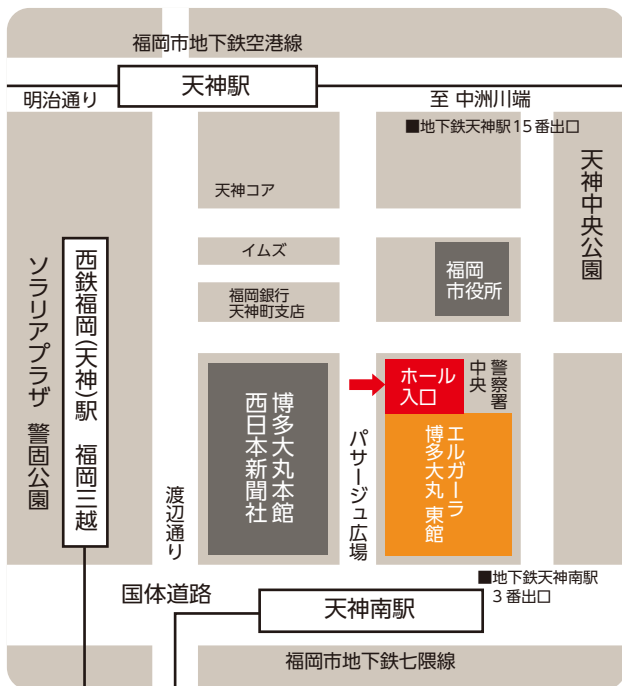 福岡市地下鉄空港線
天神駅
明治通り
至 中洲川端
■地下鉄天神駅15番出口
天神中央公園
天神コア
イムズ
福岡銀行
天神町支店
福岡
市役所
ソラリアプラザ 警固公園
西鉄福岡(天神)駅 福岡三越
ホール
入口
警察署
中央
博多大丸本館
西日本新聞社
パサージュ広場
エルガーラ
博多大丸 東館
渡辺通り
国体道路
■地下鉄天神南駅
3番出口
天神南駅
福岡市地下鉄七隈線